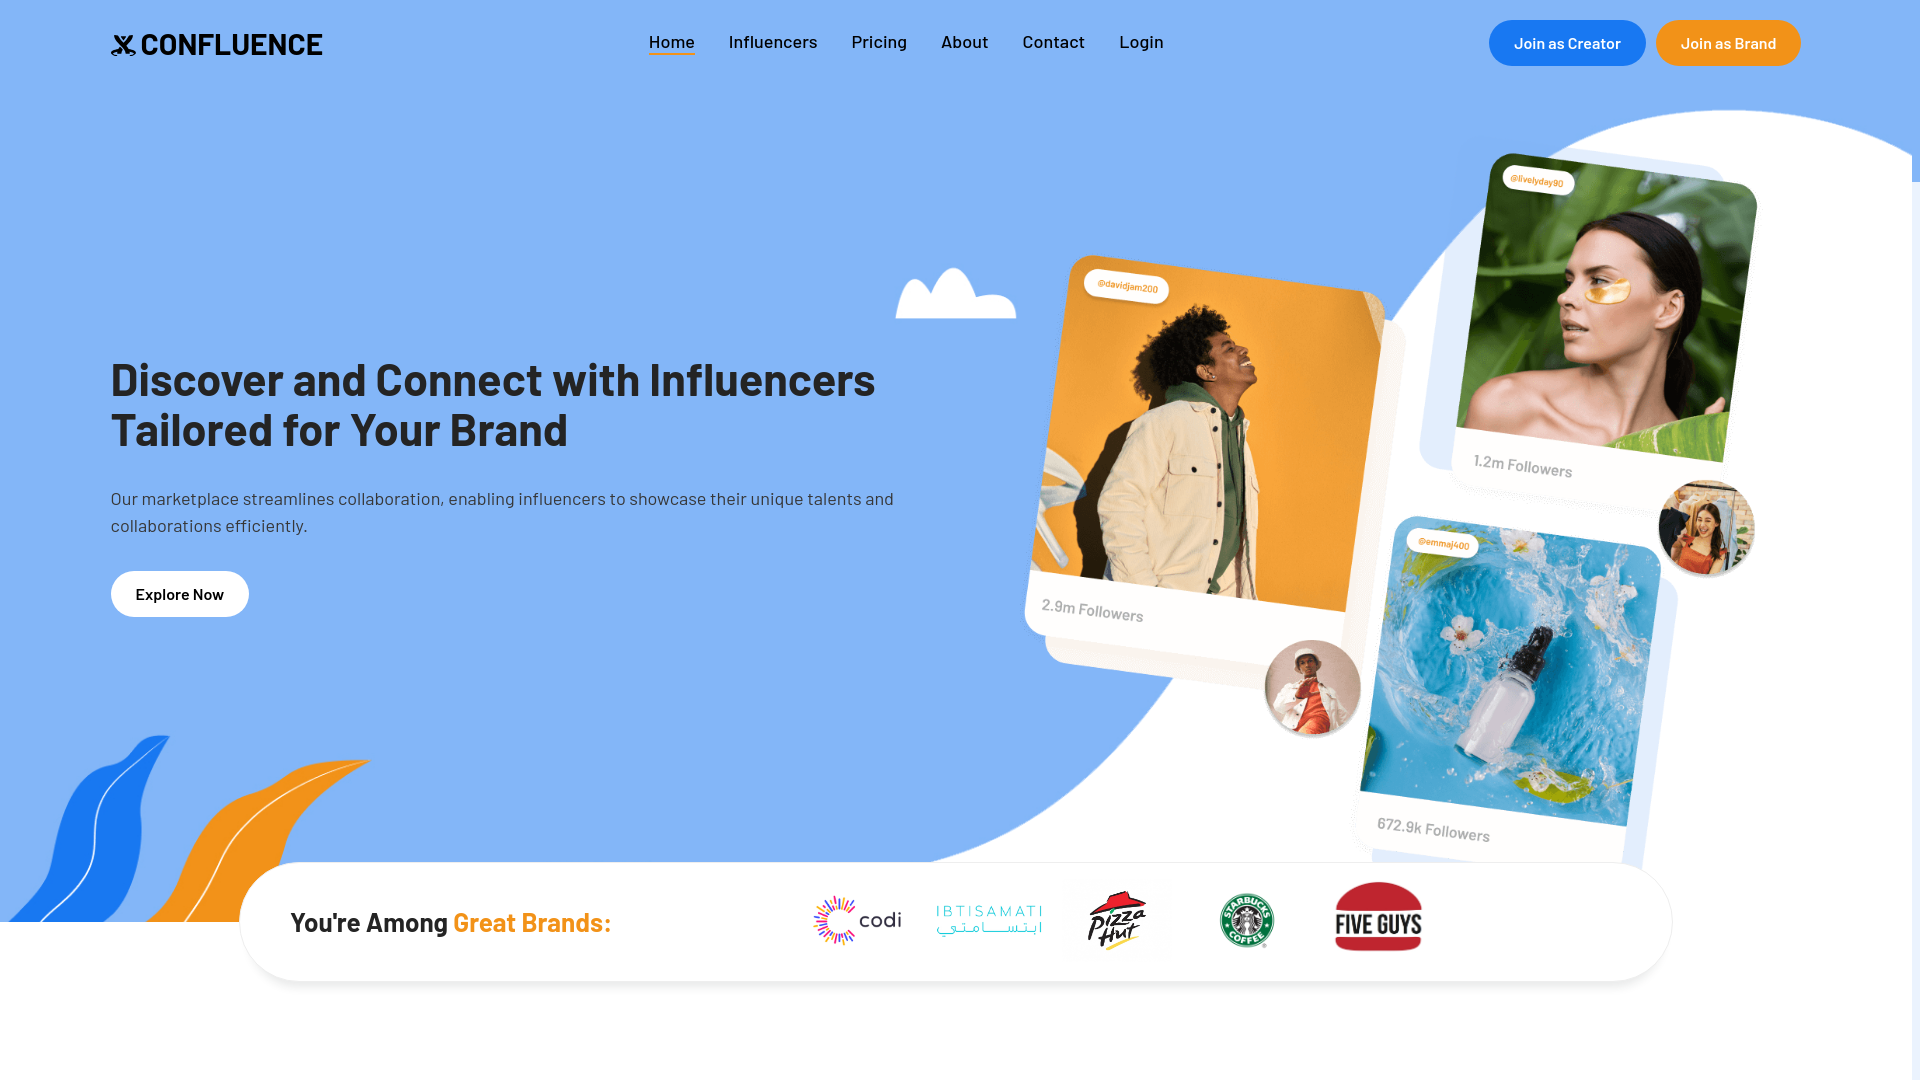 CONFLUENCE
Home
Influencers
Pricing
About
Contact
Login
Join as Creator
Join as Brand
@livelyday90
@davidjam200
Discover and Connect with Influencers
Tailored for Your Brand
1.2m Followers
Our marketplace streamlines collaboration, enabling influencers to showcase their unique talents and
collaborations efficiently.
@emmaj400
Explore Now
2.9m Followers
672.9k Followers
You're Among Great Brands:
codi
IBTISAMATI
ابتسامتي
Pizza
Hut
STARBUCKS
COFFEE
FIVE GUYS